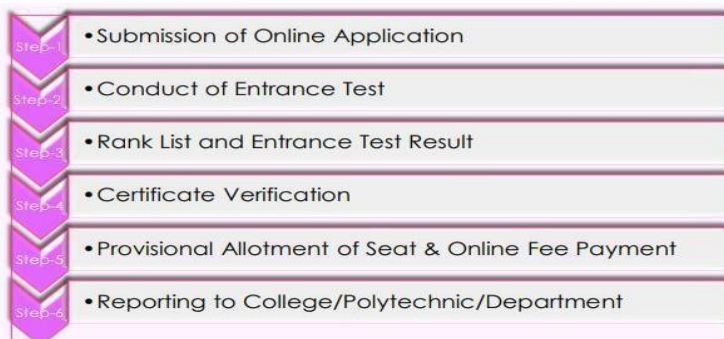 Step-1
•Submission of Online Application
Step-2
•Conduct of Entrance Test
Step-3
•Rank List and Entrance Test Result
Step-4
•Certificate Verification
Step-5
•Provisional Allotment of Seat & Online Fee Payment
Step-6
•Reporting to College/Polytechnic/Department